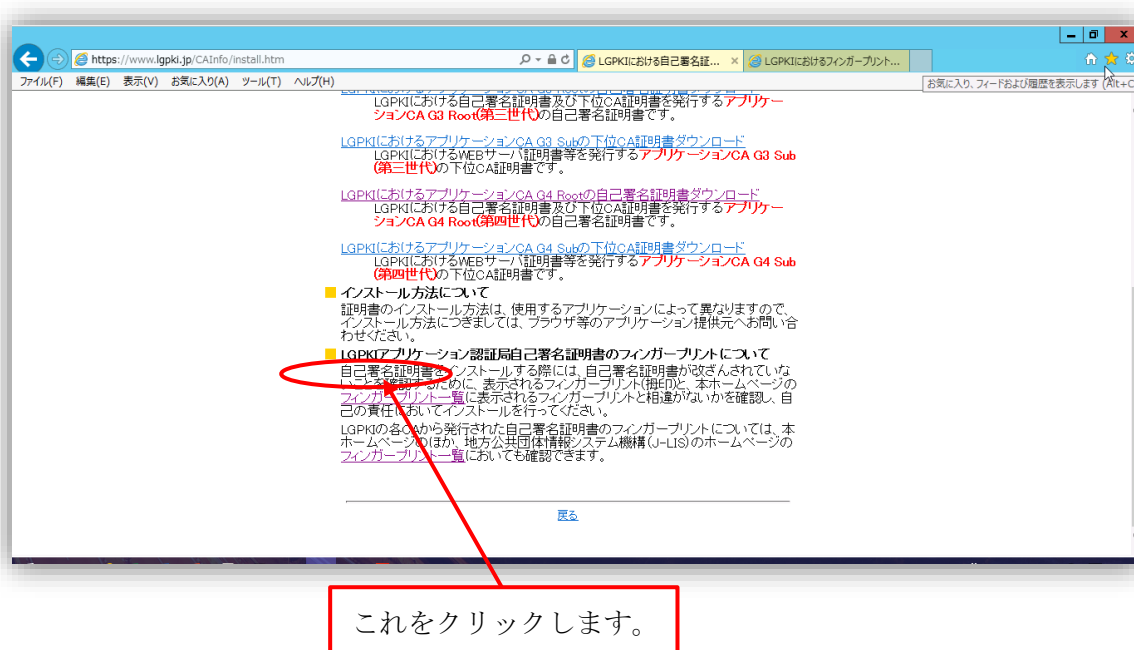 https://www.lgpki.jp/CAInfo/install.htm
LGPKIにおける自己署名証...
LGPKIにおけるフィンガープリント...
ファイル(F) 編集(E) 表示(V) お気に入り(A) ツール(T) ヘルプ(H)
お気に入り、フィードおよび履歴を表示します (Alt+C
LGPKIにおける自己署名証明書及び下位CA証明書を発行するアプリケー
ションCA G3 Root(第三世代)の自己署名証明書です。
LGPKIにおけるアプリケーションCA G3 Subの下位CA証明書ダウンロード
LGPKIにおけるWEBサーバ証明書等を発行するアプリケーションCA G3 Sub
(第三世代)の下位CA証明書です。
LGPKIにおけるアプリケーションCA G4 Rootの自己署名証明書ダウンロード
LGPKIにおける自己署名証明書及び下位CA証明書を発行するアプリケー
ションCA G4 Root(第四世代)の自己署名証明書です。
LGPKIにおけるアプリケーションCA G4 Subの下位CA証明書ダウンロード
LGPKIにおけるWEBサーバ証明書等を発行するアプリケーションCA G4 Sub
(第四世代)の下位CA証明書です。
インストール方法について
証明書のインストール方法は、使用するアプリケーションによって異なりますので、
インストール方法につきましては、ブラウザ等のアプリケーション提供元へお問い合
わせください。
LGPKIアプリケーション認証局自己署名証明書のフィンガープリントについて
自己署名証明書をインストールする際には、自己署名証明書が改ざんされていな
いことを確認するために、表示されるフィンガープリント(拇印)と、本ホームページの
フィンガープリント一覧に表示されるフィンガープリントと相違がないかを確認し、自
己の責任においてインストールを行ってください。
LGPKIの各CAから発行された自己署名証明書のフィンガープリントについては、本
ホームページのほか、地方公共団体情報システム機構(J-LIS)のホームページの
フィンガープリント一覧においても確認できます。
戻る
これをクリックします。